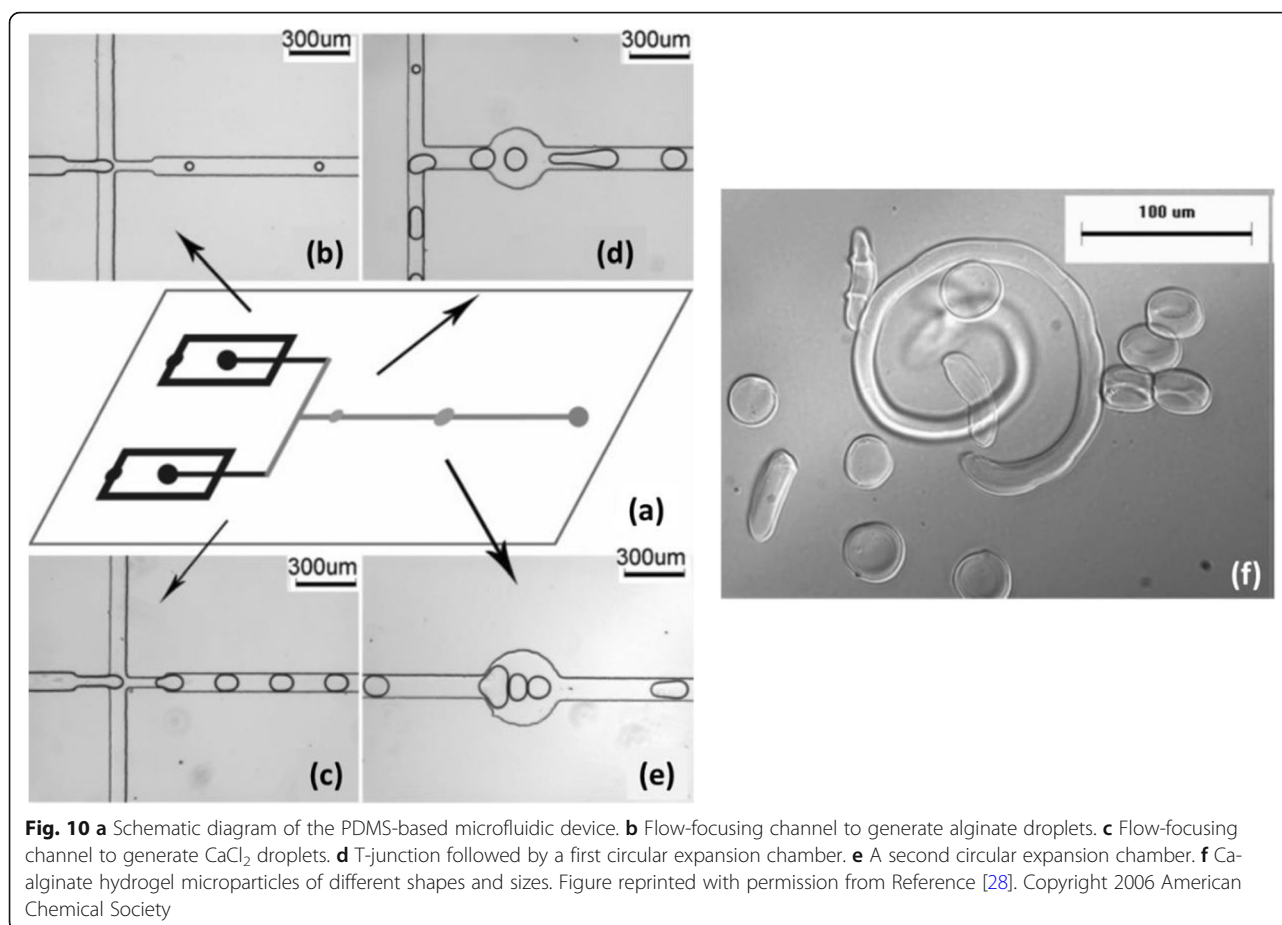 300um
300um
(b)
(d)
100 um
(a)
(f)
300um
300um
(c)
(e)
Fig. 10 a Schematic diagram of the PDMS-based microfluidic device. b Flow-focusing channel to generate alginate droplets. c Flow-focusing
channel to generate CaCl₂ droplets. d T-junction followed by a first circular expansion chamber. e A second circular expansion chamber. f Ca-
alginate hydrogel microparticles of different shapes and sizes. Figure reprinted with permission from Reference [28]. Copyright 2006 American
Chemical Society